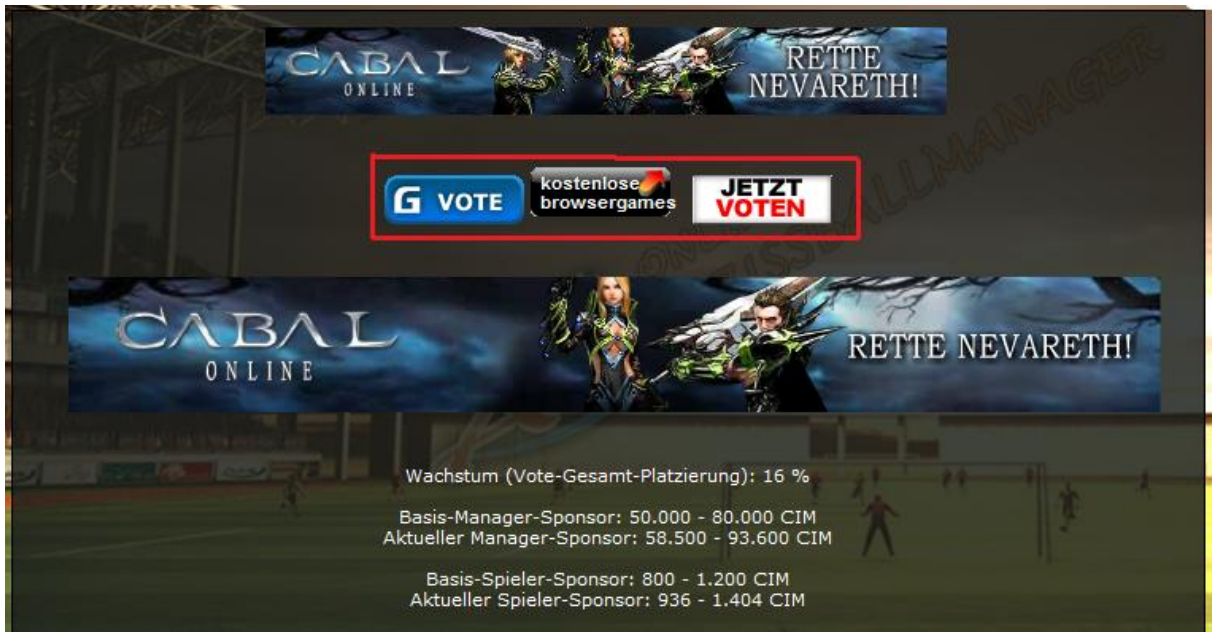 CABAL
ONLINE
RETTE
NEVARETH!
G VOTE
kostenlose
browsergames
JETZT
VOTEN
ONLINE
FUSSBALLMANAGER
CABAL
ONLINE
RETTE NEVARETH!
Wachstum (Vote-Gesamt-Platzierung): 16 %
Basis-Manager-Sponsor: 50.000 - 80.000 CIM
Aktueller Manager-Sponsor: 58.500 - 93.600 CIM
Basis-Spieler-Sponsor: 800 - 1.200 CIM
Aktueller Spieler-Sponsor: 936 - 1.404 CIM